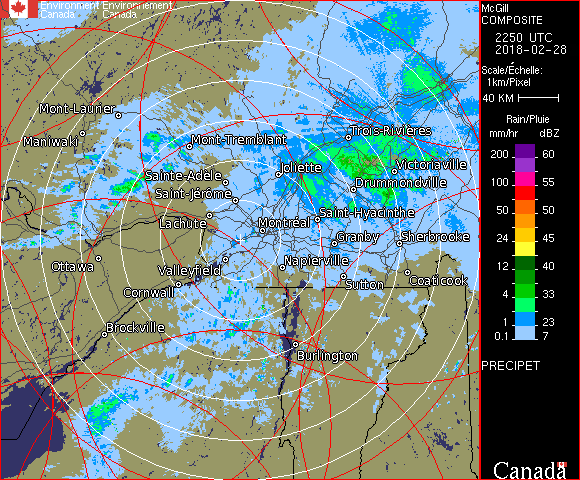 Environment Environnement
Canada Canada
McGill
COMPOSITE
2250 UTC
2018-02-28
Scale/Échelle:
1km/Pixel
40 KM
Rain/Pluie
mm/hr dBZ
200 60
100 55
50 50
24 45
12 40
4 33
1 23
0.1 7
PRECIPET
Canada
Mont-Laurier
Maniwaki
Mont-Tremblant
Trois-Rivières
Victoriaville
Sainte-Adèle
Joliette
Drummondville
Saint-Jérôme
Saint-Hyacinthe
Lachute
Montréal
Granby
Sherbrooke
Ottawa
Valleyfield
Napierville
Cornwall
Sutton
Coaticook
Brockville
Burlington